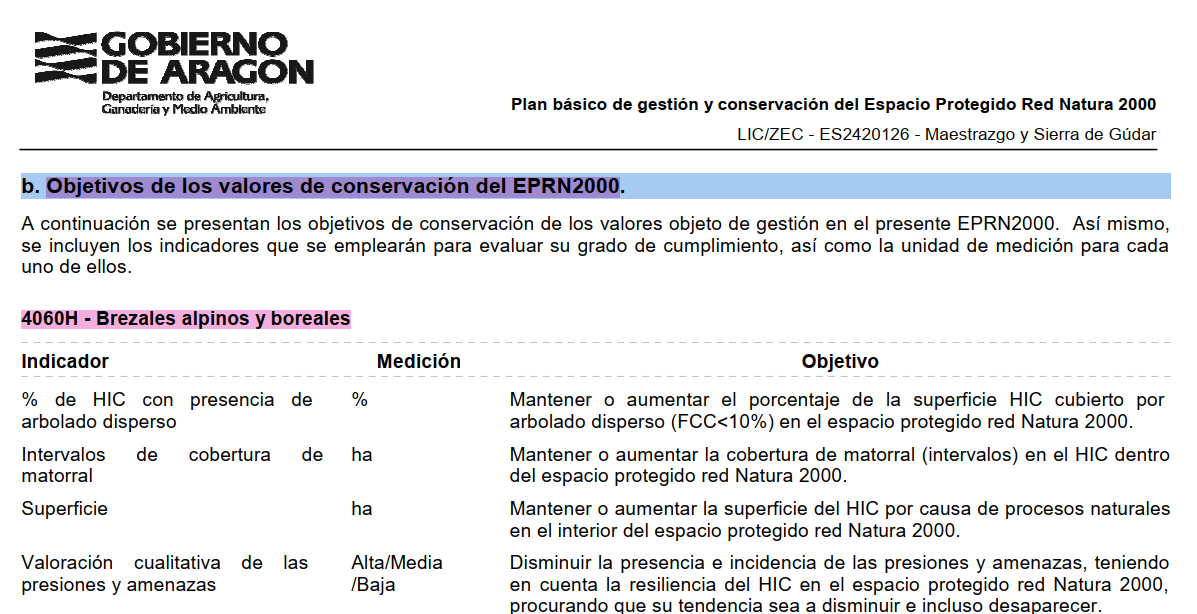 GOBIERNO
DE ARAGON
Departamento de Agricultura,
Ganadería y Medio Ambiente
Plan básico de gestión y conservación del Espacio Protegido Red Natura 2000
LIC/ZEC - ES2420126 - Maestrazgo y Sierra de Gúdar
b. Objetivos de los valores de conservación del EPRN2000.
A continuación se presentan los objetivos de conservación de los valores objeto de gestión en el presente EPRN2000. Así mismo,
se incluyen los indicadores que se emplearán para evaluar su grado de cumplimiento, así como la unidad de medición para cada
uno de ellos.
4060H - Brezales alpinos y boreales
Indicador Medición Objetivo
% de HIC con presencia de % Mantener o aumentar el porcentaje de la superficie HIC cubierto por
arbolado disperso arbolado disperso (FCC<10%) en el espacio protegido red Natura 2000.
Intervalos de cobertura de ha Mantener o aumentar la cobertura de matorral (intervalos) en el HIC dentro
matorral del espacio protegido red Natura 2000.
Superficie ha Mantener o aumentar la superficie del HIC por causa de procesos naturales
en el interior del espacio protegido red Natura 2000.
Valoración cualitativa de las Alta/Media Disminuir la presencia e incidencia de las presiones y amenazas, teniendo
presiones y amenazas /Baja en cuenta la resiliencia del HIC en el espacio protegido red Natura 2000,
procurando que su tendencia sea a disminuir e incluso desaparecer.